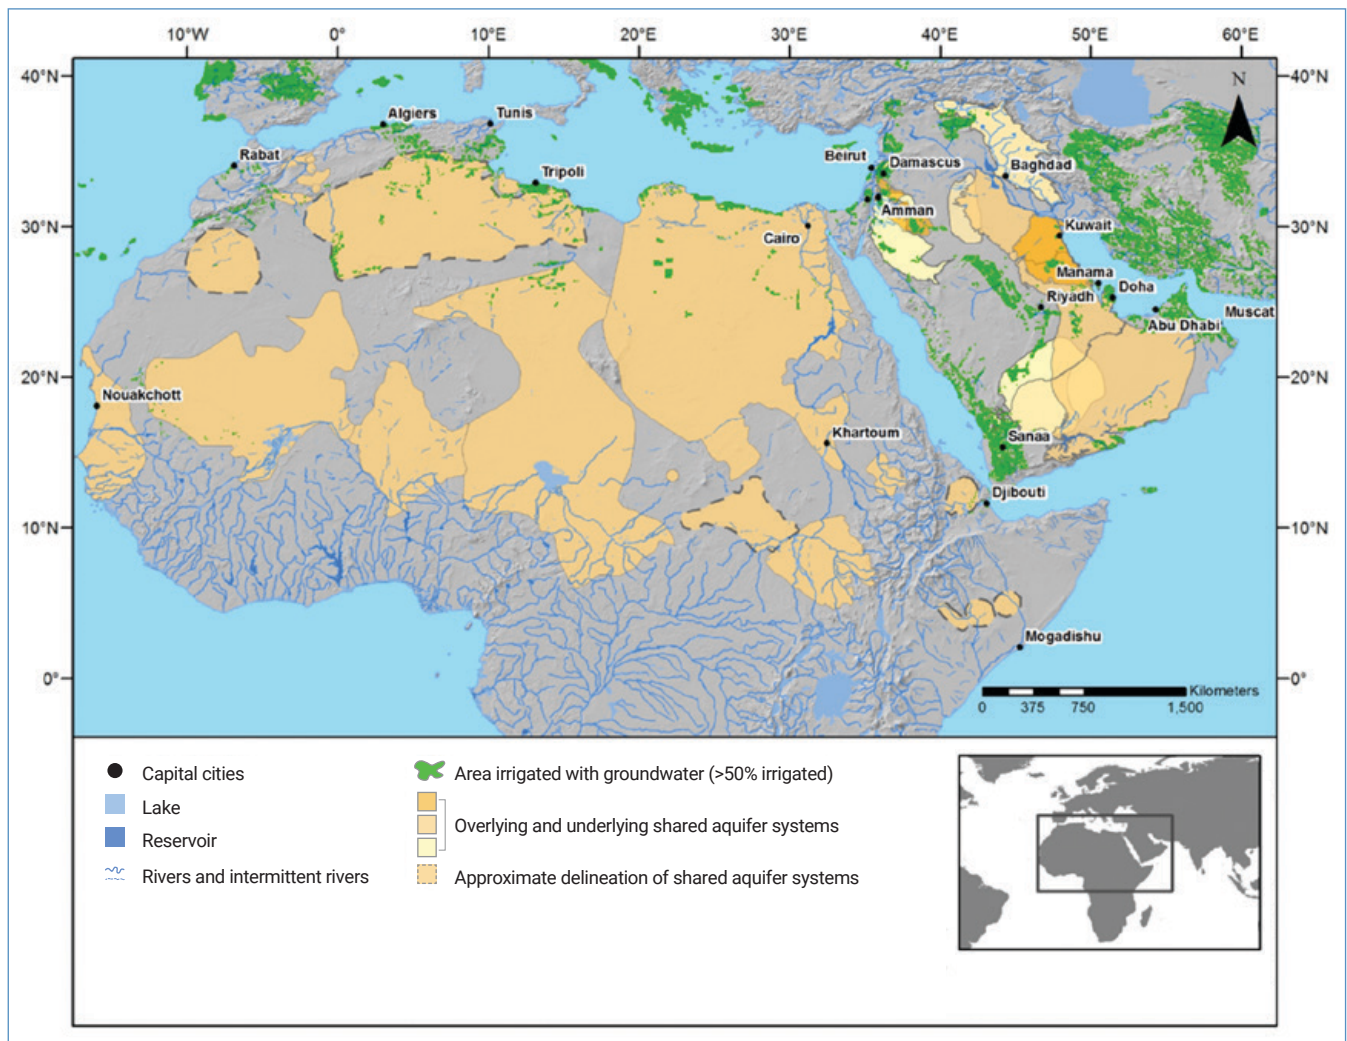 10°W 0° 10°E 20°E 30°E 40°E 50°E 60°E
40°N 40°N
N
Algiers Tunis
Rabat
Beirut Damascus Baghdad
Tripoli
30°N Amman Kuwait 30°N
Cairo
Manama Doha
Riyadh Muscat
Abu Dhabi
20°N 20°N
Nouakchott
Khartoum Sanaa
Djibouti
10°N 10°N
Mogadishu
0° 0°
Kilometers
0 375 750 1,500
Capital cities
Lake
Reservoir
Rivers and intermittent rivers
Area irrigated with groundwater (>50% irrigated)
Overlying and underlying shared aquifer systems
Approximate delineation of shared aquifer systems